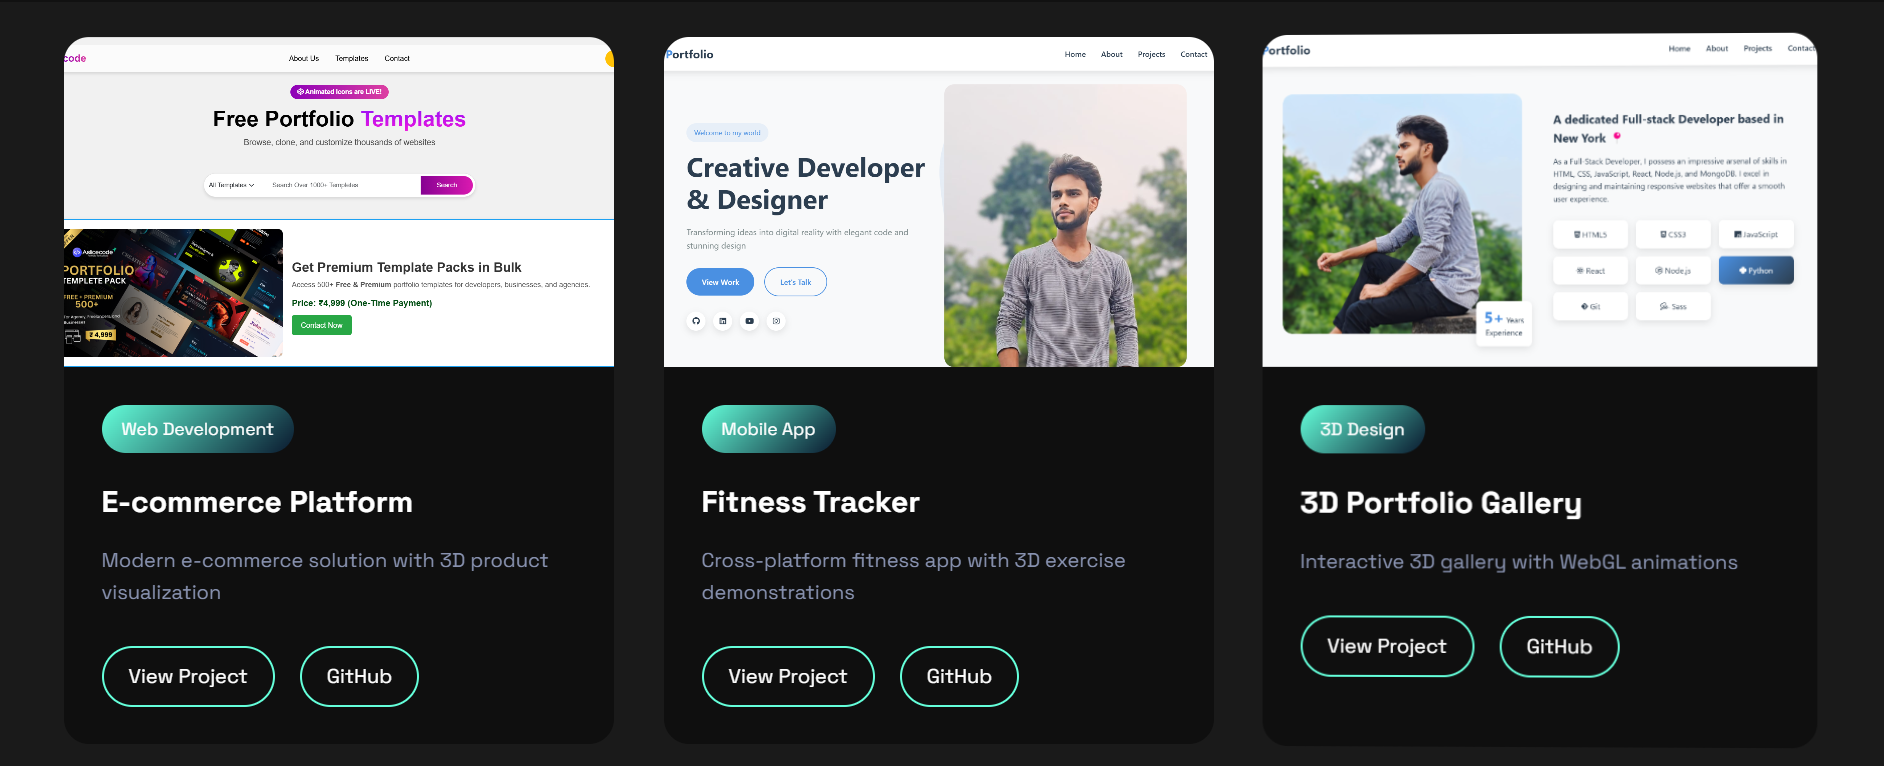 code
About Us Templates Contact
Animated Icons are LIVE!
Free Portfolio Templates
Browse, clone, and customize thousands of websites
All Templates Search Over 1000+ Templates Search
PORTFOLIO
TEMPLATE PACK
FREE + PREMIUM
500+
₹ 4,999
Get Premium Template Packs in Bulk
Access 500+ Free & Premium portfolio templates for developers, businesses, and agencies.
Price: ₹4,999 (One-Time Payment)
Contact Now
Web Development
E-commerce Platform
Modern e-commerce solution with 3D product
visualization
View Project GitHub
Portfolio
Home About Projects Contact
Welcome to my world
Creative Developer
& Designer
Transforming ideas into digital reality with elegant code and
stunning design
View Work Let's Talk
Mobile App
Fitness Tracker
Cross-platform fitness app with 3D exercise
demonstrations
View Project GitHub
Portfolio
Home About Projects Contact
A dedicated Full-stack Developer based in
New York
As a Full-Stack Developer, I possess an impressive arsenal of skills in
HTML, CSS, JavaScript, React, Node.js, and MongoDB. I excel in
designing and maintaining responsive websites that offer a smooth
user experience.
HTML5 CSS3 JavaScript
React Node.js Python
Git Sass
5+ Years
Experience
3D Design
3D Portfolio Gallery
Interactive 3D gallery with WebGL animations
View Project GitHub